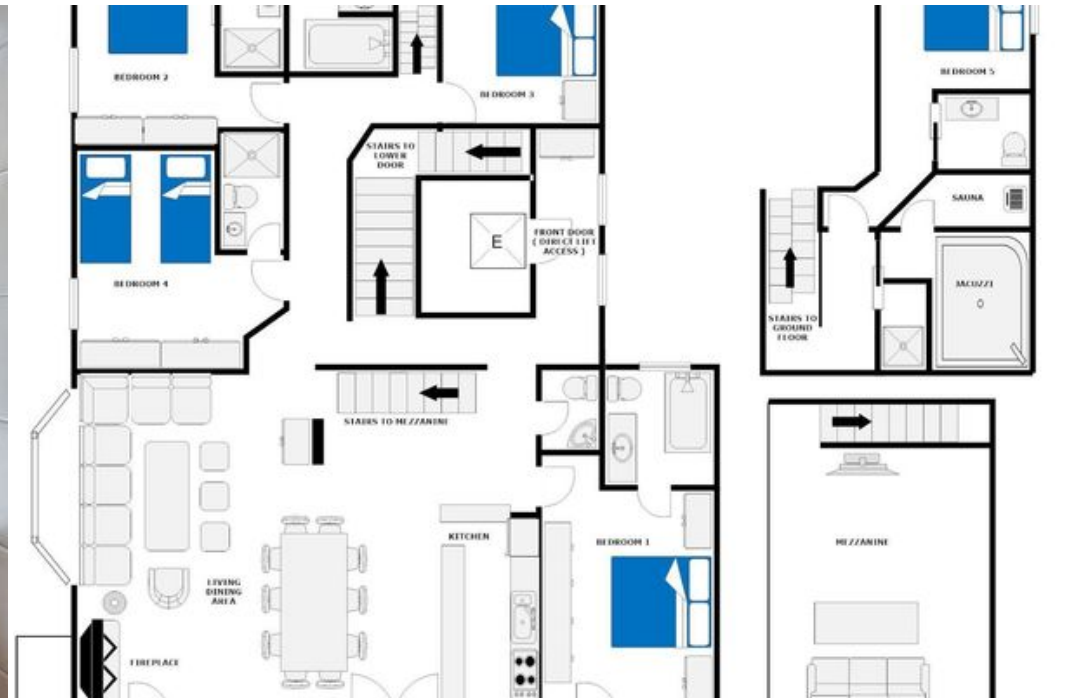 BEDROOM 2
BEDROOM 3
BEDROOM 5
STAIRS TO
LOWER
DOOR
SAUNA
E
FRONT DOOR
( DIRECT LIFT
ACCESS )
BEDROOM 4
JACUZZI
STAIRS TO
GROUND
FLOOR
STAIRS TO MEZZANINE
KITCHEN
BEDROOM 1
MEZZANINE
LIVING
DINING
AREA
FIREPLACE